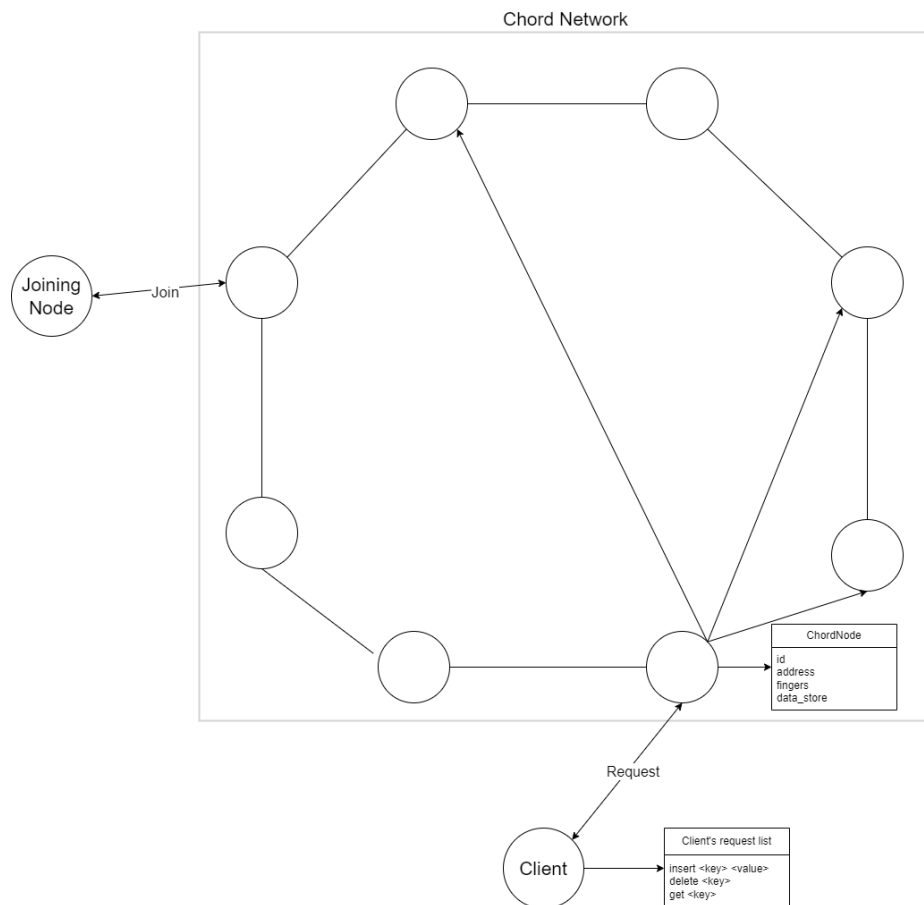 Chord Network
Joining
Node
Join
ChordNode
id
address
fingers
data_store
Request
Client
Client's request list
insert <key> <value>
delete <key>
get <key>